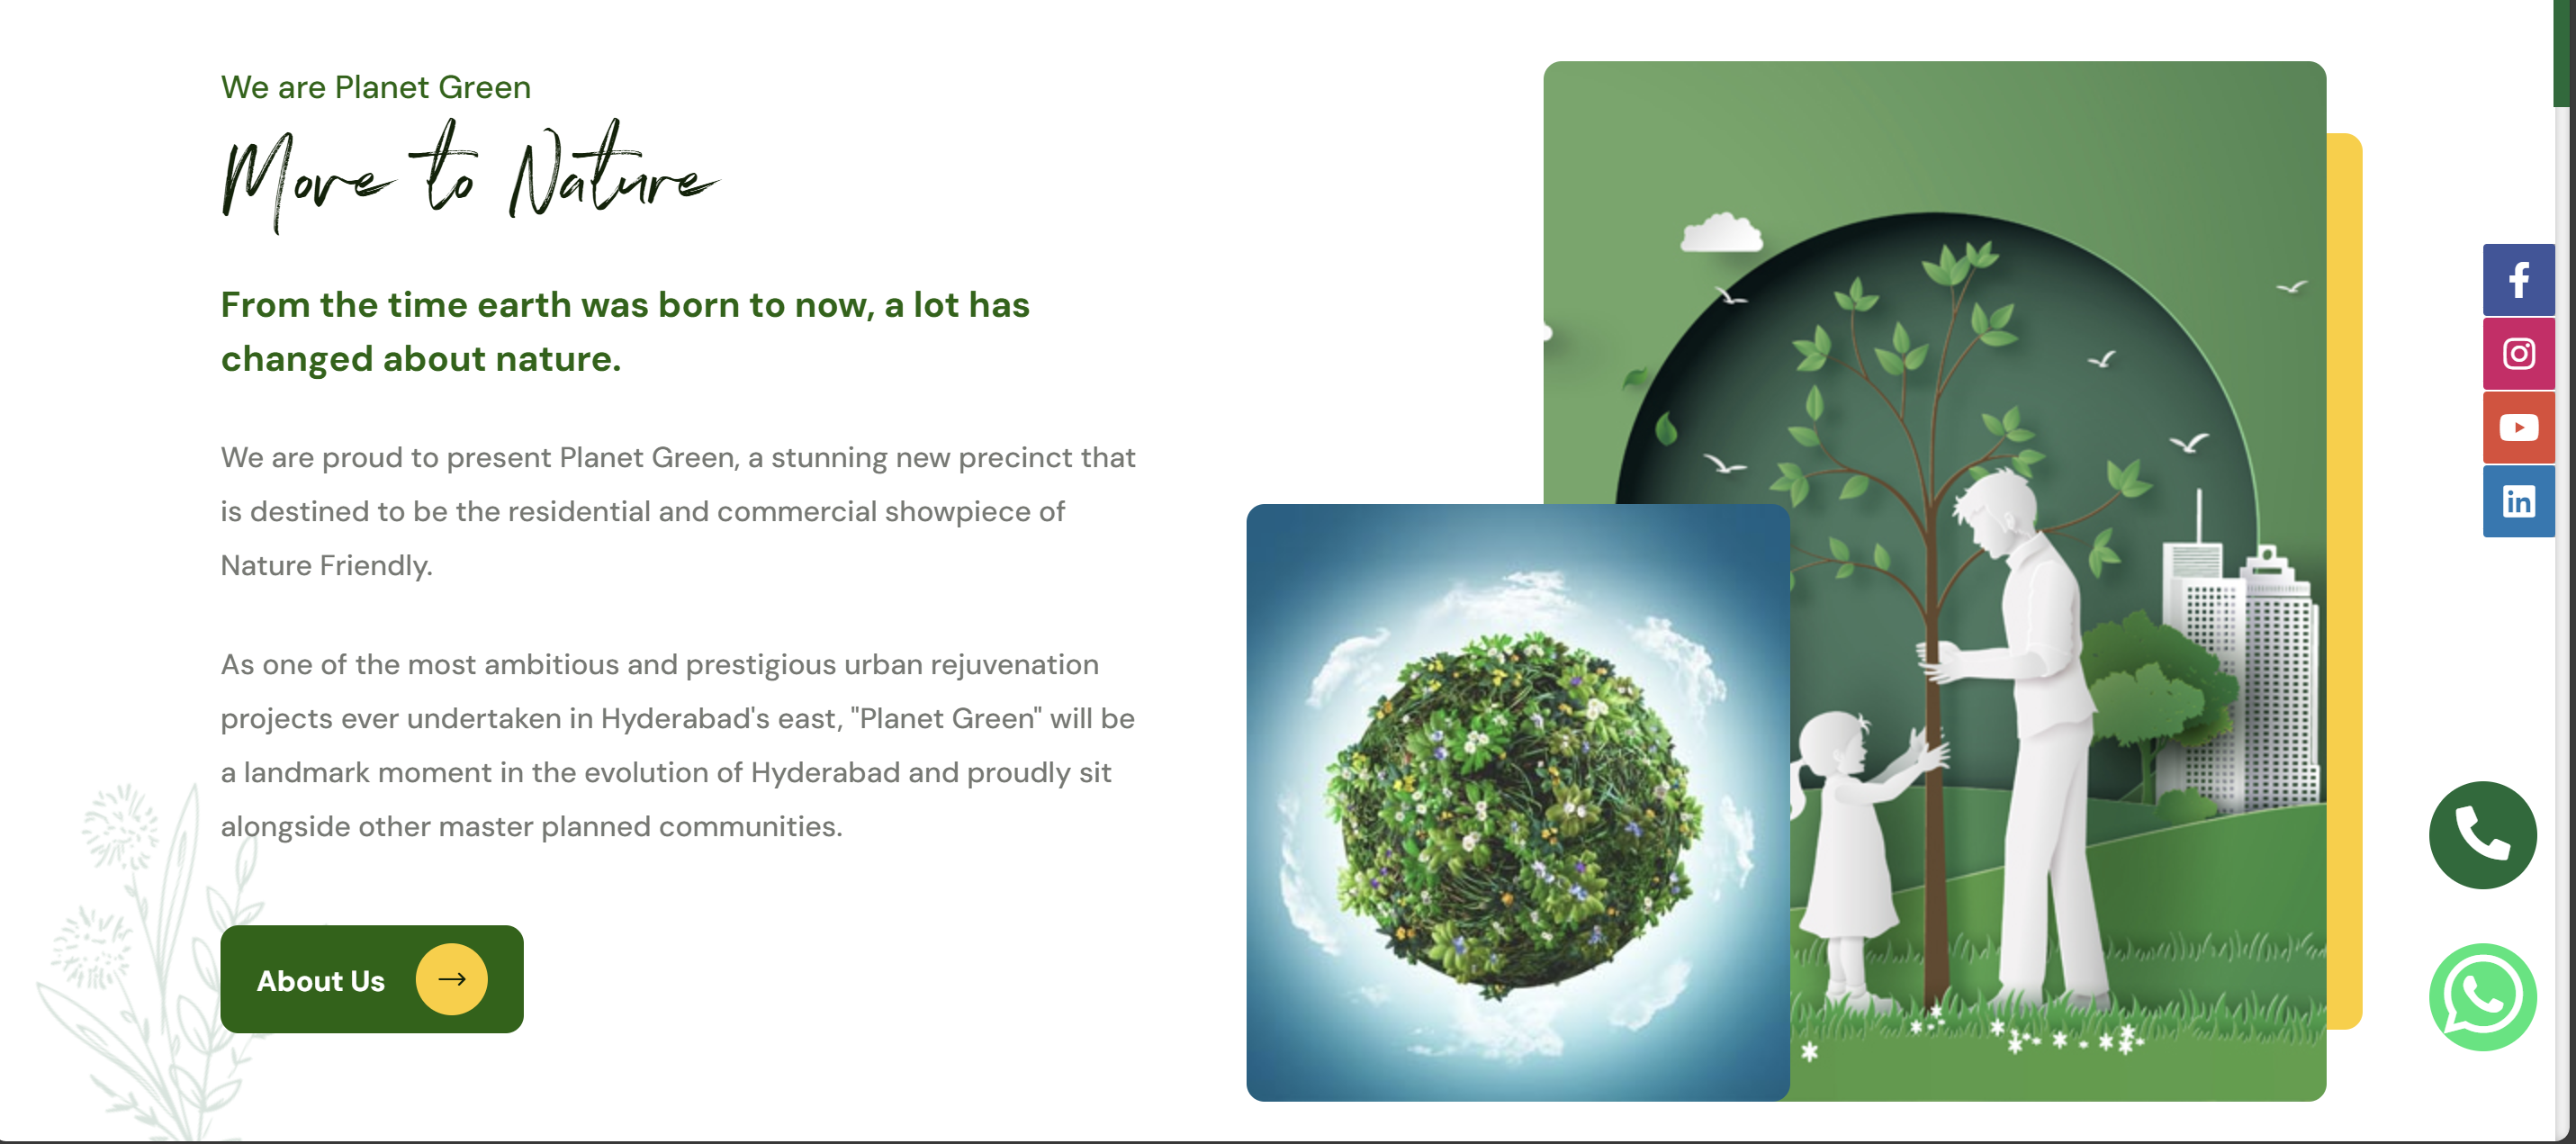 We are Planet Green
Move to Nature
From the time earth was born to now, a lot has
changed about nature.
We are proud to present Planet Green, a stunning new precinct that
is destined to be the residential and commercial showpiece of
Nature Friendly.
As one of the most ambitious and prestigious urban rejuvenation
projects ever undertaken in Hyderabad's east, "Planet Green" will be
a landmark moment in the evolution of Hyderabad and proudly sit
alongside other master planned communities.
About Us